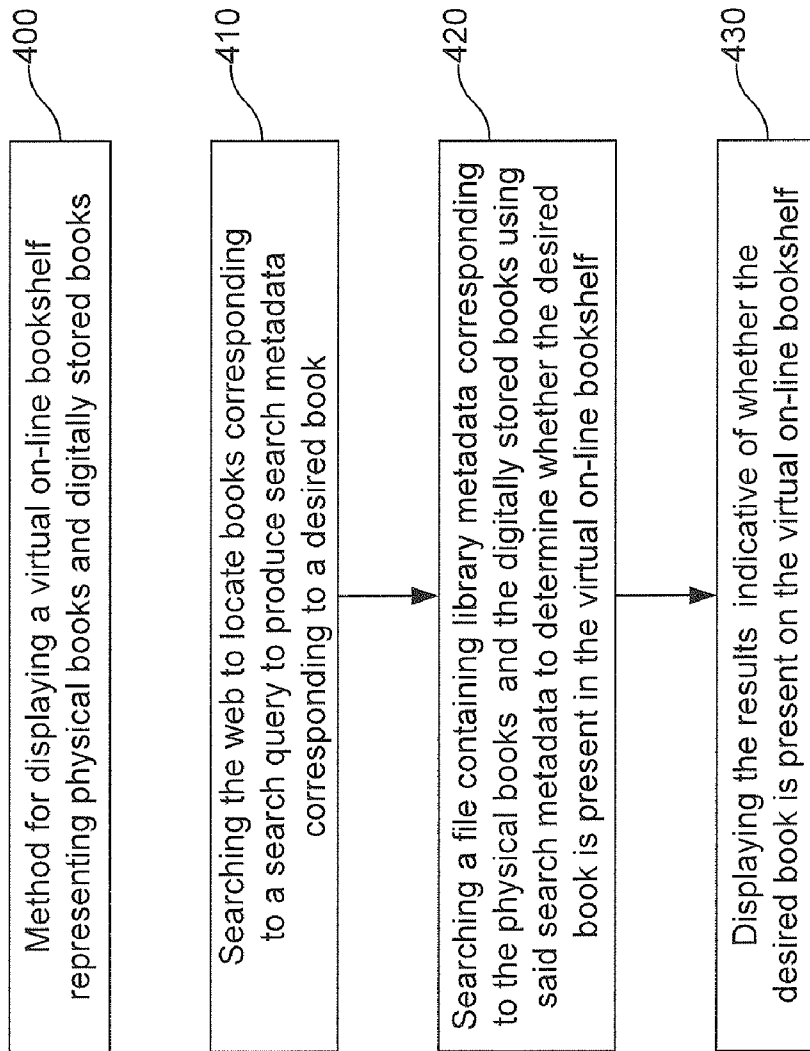 400
Method for displaying a virtual on-line bookshelf
representing physical books and digitally stored books
410
Searching the web to locate books corresponding
to a search query to produce search metadata
corresponding to a desired book
420
Searching a file containing library metadata corresponding
to the physical books and the digitally stored books using
said search metadata to determine whether the desired
book is present in the virtual on-line bookshelf
430
Displaying the results indicative of whether the
desired book is present on the virtual on-line bookshelf